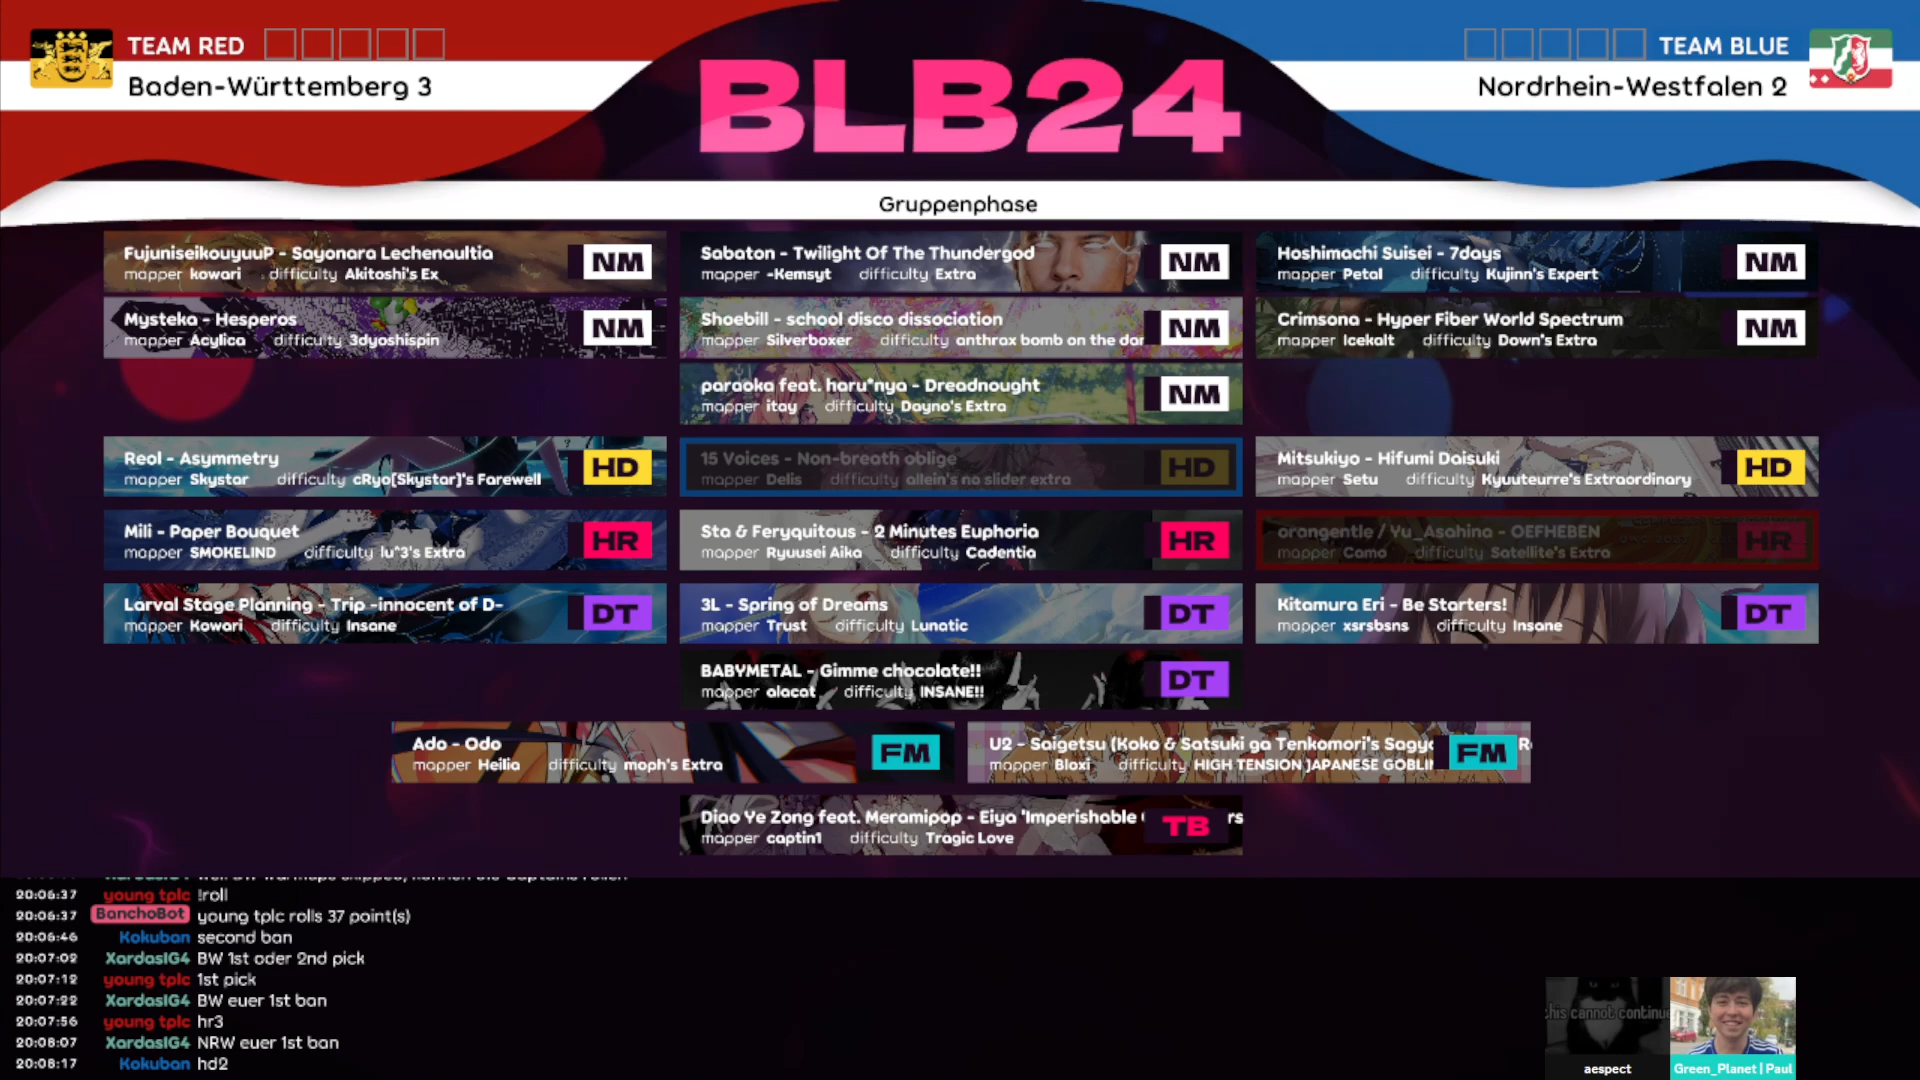 TEAM RED
Baden-Württemberg 3
BLB24
TEAM BLUE
Nordrhein-Westfalen 2
Gruppenphase
FujuniseikouyuuP - Sayonara Lechenaultia
mapper kowari difficulty Akitoshi's Ex
NM
Sabaton - Twilight Of The Thundergod
mapper -Kemsyt difficulty Extra
NM
Hoshimachi Suisei - 7days
mapper Petal difficulty Kujinn's Expert
NM
Mysteka - Hesperos
mapper Acylica difficulty 3dyoshispin
NM
Shoebill - school disco dissociation
mapper Silverboxer difficulty anthrax bomb on the dan
NM
Crimsona - Hyper Fiber World Spectrum
mapper Icekalt difficulty Down's Extra
NM
paraoka feat. haru*nya - Dreadnought
mapper itay difficulty Dayno's Extra
NM
Reol - Asymmetry
mapper Skystar difficulty cRyo[Skystar]'s Farewell
HD
15 Voices - Non-breath oblige
mapper Delis difficulty allein's no slider extra
HD
Mitsukiyo - Hifumi Daisuki
mapper Setu difficulty Kyuuteurre's Extraordinary
HD
Mili - Paper Bouquet
mapper SMOKELIND difficulty lu^3's Extra
HR
Sta & Feryquitous - 2 Minutes Euphoria
mapper Ryuusei Aika difficulty Cadentia
HR
orangentle / Yu_Asahina - OEFHEBEN
mapper Camo difficulty Satellite's Extra
HR
Larval Stage Planning - Trip -innocent of D-
mapper Kowari difficulty Insane
DT
3L - Spring of Dreams
mapper Trust difficulty Lunatic
DT
Kitamura Eri - Be Starters!
mapper xsrsbsns difficulty Insane
DT
BABYMETAL - Gimme chocolate!!
mapper alacat difficulty INSANE!!
DT
Ado - Odo
mapper Heilia difficulty moph's Extra
FM
U2 - Saigetsu (Koko & Satsuki ga Tenkomori's Sagyo
mapper Bloxi difficulty HIGH TENSION JAPANESE GOBLIN
FM
Diao Ye Zong feat. Meramipop - Eiya 'Imperishable
mapper captin1 difficulty Tragic Love
TB
20:06:37 young tplc !roll
20:06:37 BanchoBot young tplc rolls 37 point(s)
20:06:46 Kokuban second ban
20:07:02 XardasIG4 BW 1st oder 2nd pick
20:07:12 young tplc 1st pick
20:07:22 XardasIG4 BW euer 1st ban
20:07:56 young tplc hr3
20:08:07 XardasIG4 NRW euer 1st ban
20:08:17 Kokuban hd2
this cannot continue
aespect
Green_Planet | Paul